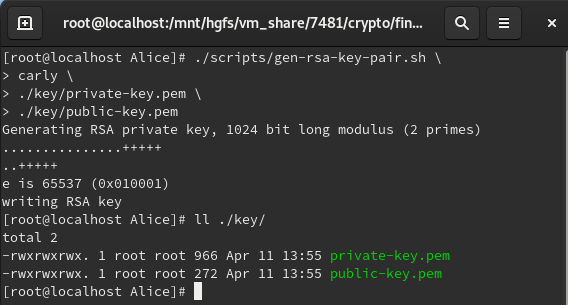 root@localhost:/mnt/hgfs/vm_share/7481/crypto/fin...
[root@localhost Alice]# ./scripts/gen-rsa-key-pair.sh \
> carly \
> ./key/private-key.pem \
> ./key/public-key.pem
Generating RSA private key, 1024 bit long modulus (2 primes)
...............+++++
..+++++
e is 65537 (0x010001)
writing RSA key
[root@localhost Alice]# ll ./key/
total 2
-rwxrwxrwx. 1 root root 966 Apr 11 13:55 private-key.pem
-rwxrwxrwx. 1 root root 272 Apr 11 13:55 public-key.pem
[root@localhost Alice]#